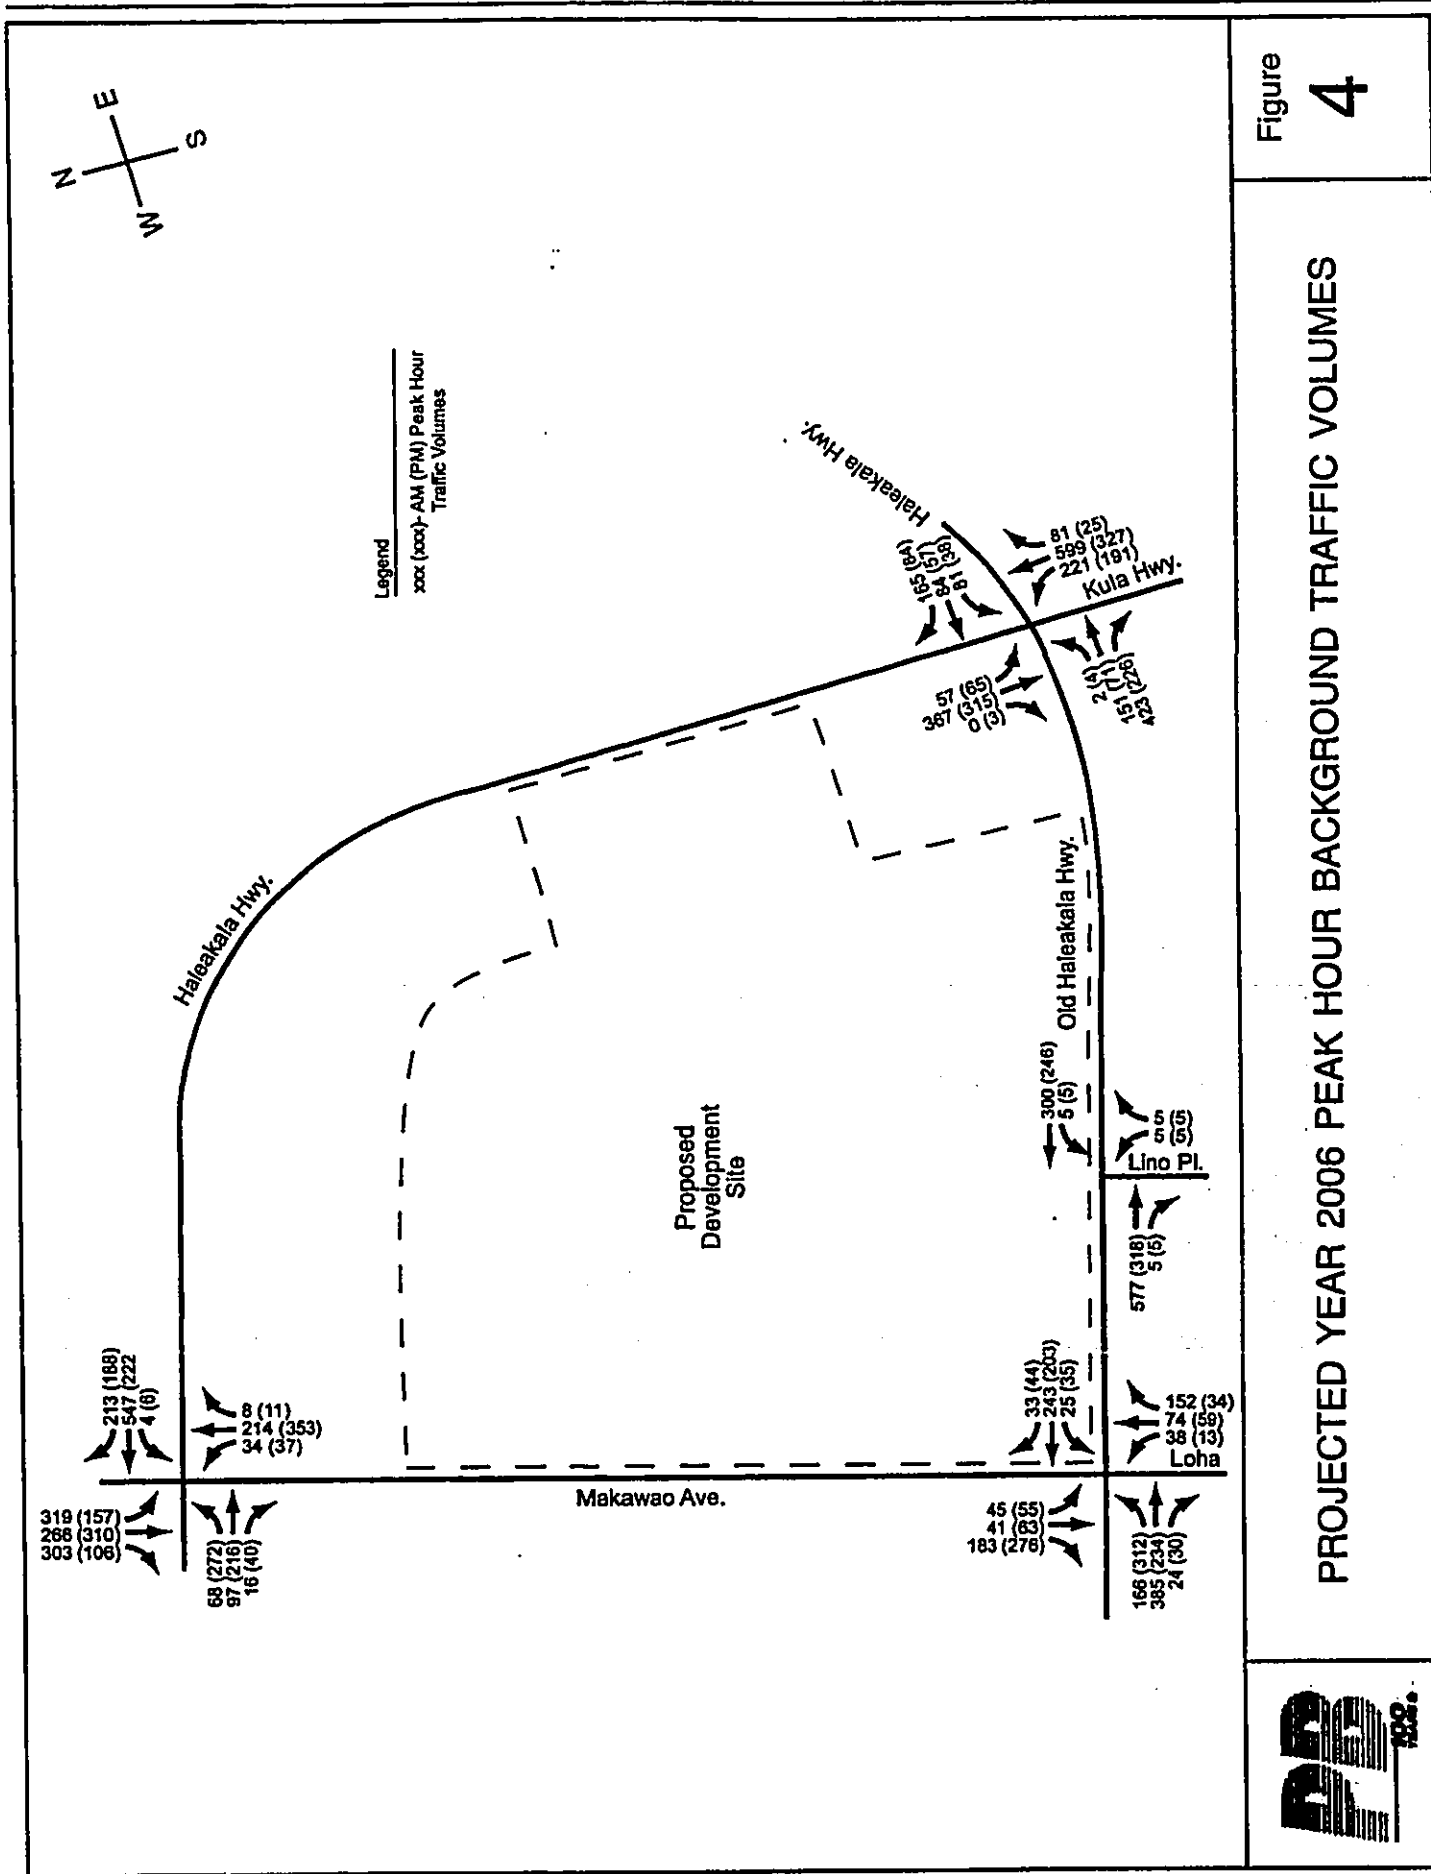 N
E
S
W
Legend
xxx (xxx)- AM (PM) Peak Hour
Traffic Volumes
Haleakala Hwy.
Haleakala Hwy.
165 (84)
84 (57)
81 (38)
81 (25)
599 (327)
221 (191)
Kula Hwy.
57 (65)
367 (315)
0 (3)
2 (4)
151 (71)
423 (226)
Old Haleakala Hwy.
300 (246)
5 (5)
5 (5)
5 (5)
Lino Pl.
577 (318)
5 (5)
Proposed
Development
Site
213 (188)
547 (222
4 (6)
8 (11)
214 (353)
34 (37)
319 (157)
266 (310)
303 (106)
68 (272)
97 (216)
16 (40)
Makawao Ave.
33 (44)
243 (203)
25 (35)
152 (34)
74 (59)
38 (13)
Loha
45 (55)
41 (63)
183 (276)
166 (312)
385 (234)
24 (30)
Figure
4
PROJECTED YEAR 2006 PEAK HOUR BACKGROUND TRAFFIC VOLUMES
PB
100
YEARS